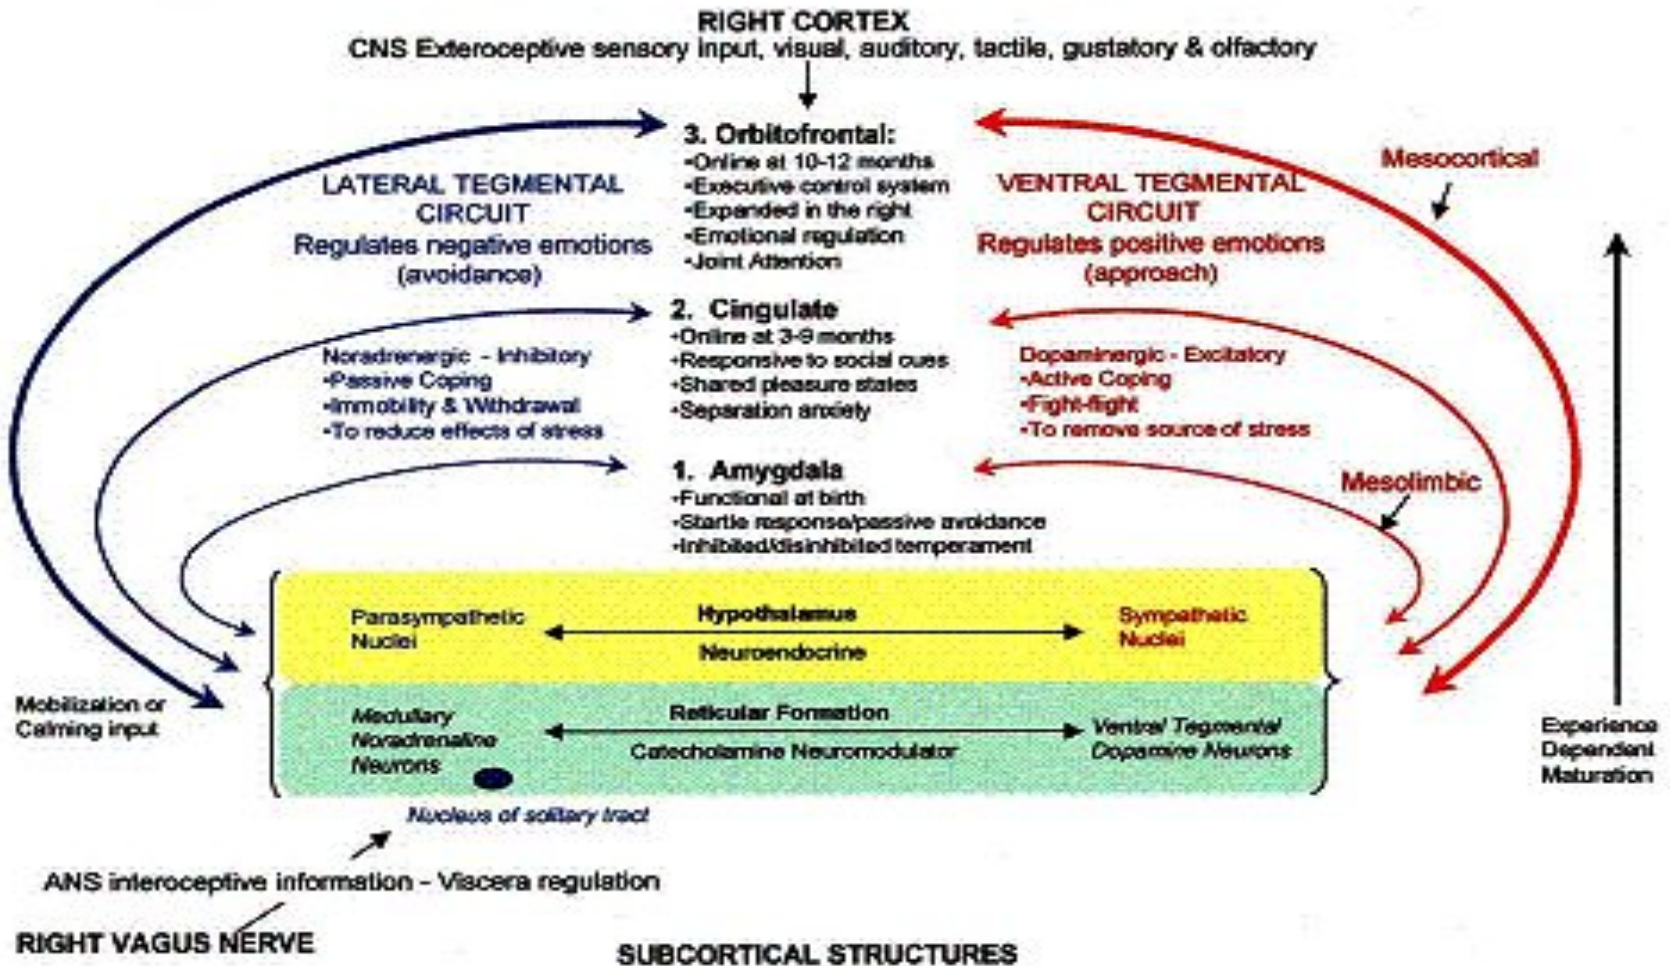 RIGHT CORTEX
CNS Exteroceptive sensory input, visual, auditory, tactile, gustatory & olfactory
3. Orbitofrontal:
•Online at 10-12 months
•Executive control system
•Expanded in the right
•Emotional regulation
•Joint Attention
LATERAL TEGMENTAL
CIRCUIT
Regulates negative emotions
(avoidance)
VENTRAL TEGMENTAL
CIRCUIT
Regulates positive emotions
(approach)
Mesocortical
2. Cingulate
•Online at 3-9 months
•Responsive to social cues
•Shared pleasure states
•Separation anxiety
Noradrenergic - Inhibitory
•Passive Coping
•Immobility & Withdrawal
•To reduce effects of stress
Dopaminergic - Excitatory
•Active Coping
•Fight-flight
•To remove source of stress
1. Amygdala
•Functional at birth
•Startle response/passive avoidance
•Inhibited/disinhibited temperament
Mesolimbic
Parasympathetic
Nuclei
Hypothalamus
Neuroendocrine
Sympathetic
Nuclei
Mobilization or
Calming input
Medullary
Noradrenaline
Neurons
Reticular Formation
Catecholamine Neuromodulator
Ventral Tegmental
Dopamine Neurons
Experience
Dependent
Maturation
Nucleus of solitary tract
ANS interoceptive information - Viscera regulation
RIGHT VAGUS NERVE
SUBCORTICAL STRUCTURES